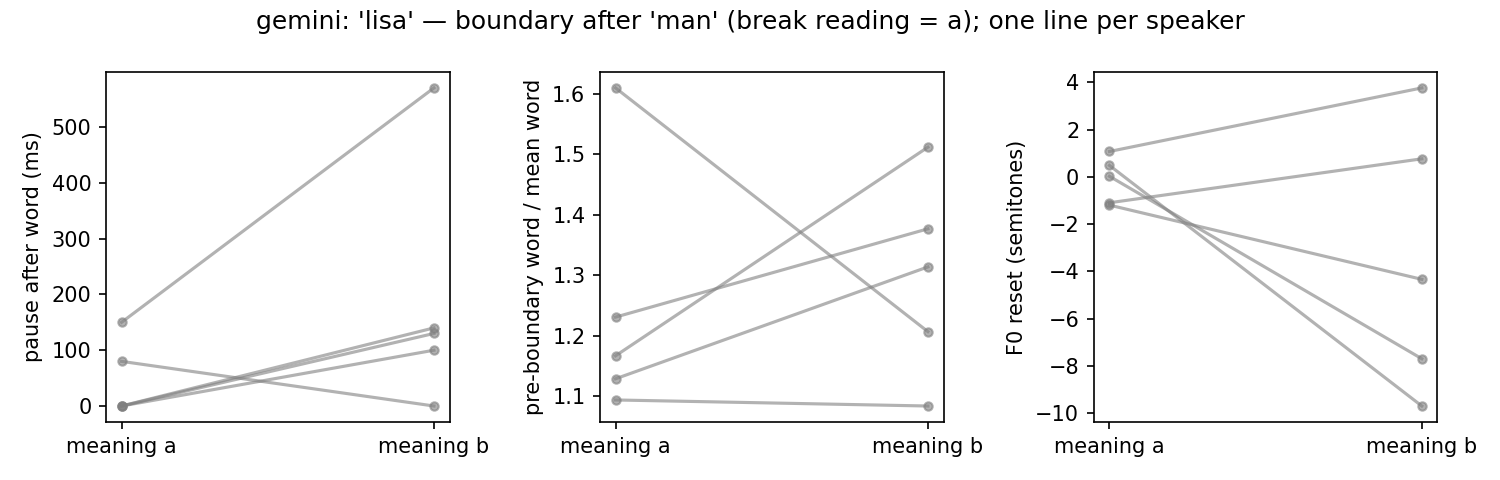 gemini: 'lisa' — boundary after 'man' (break reading = a); one line per speaker
pause after word (ms)
500
400
300
200
100
0
meaning a
meaning b
pre-boundary word / mean word
1.6
1.5
1.4
1.3
1.2
1.1
meaning a
meaning b
F0 reset (semitones)
4
2
0
−2
−4
−6
−8
−10
meaning a
meaning b